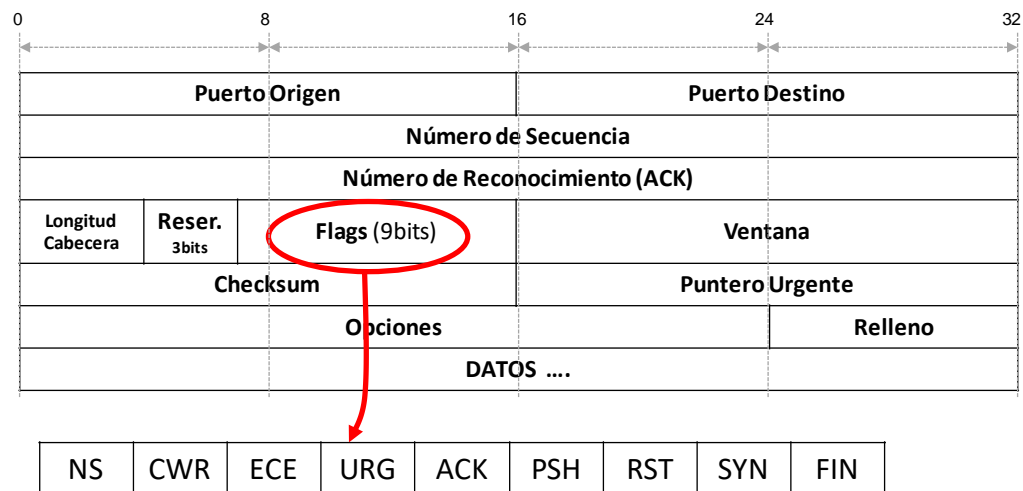 0 8 16 24 32
Puerto Origen Puerto Destino
Número de Secuencia
Número de Reconocimiento (ACK)
Longitud Cabecera Reser. 3bits Flags (9bits) Ventana
Checksum Puntero Urgente
Opciones Relleno
DATOS ....
NS CWR ECE URG ACK PSH RST SYN FIN